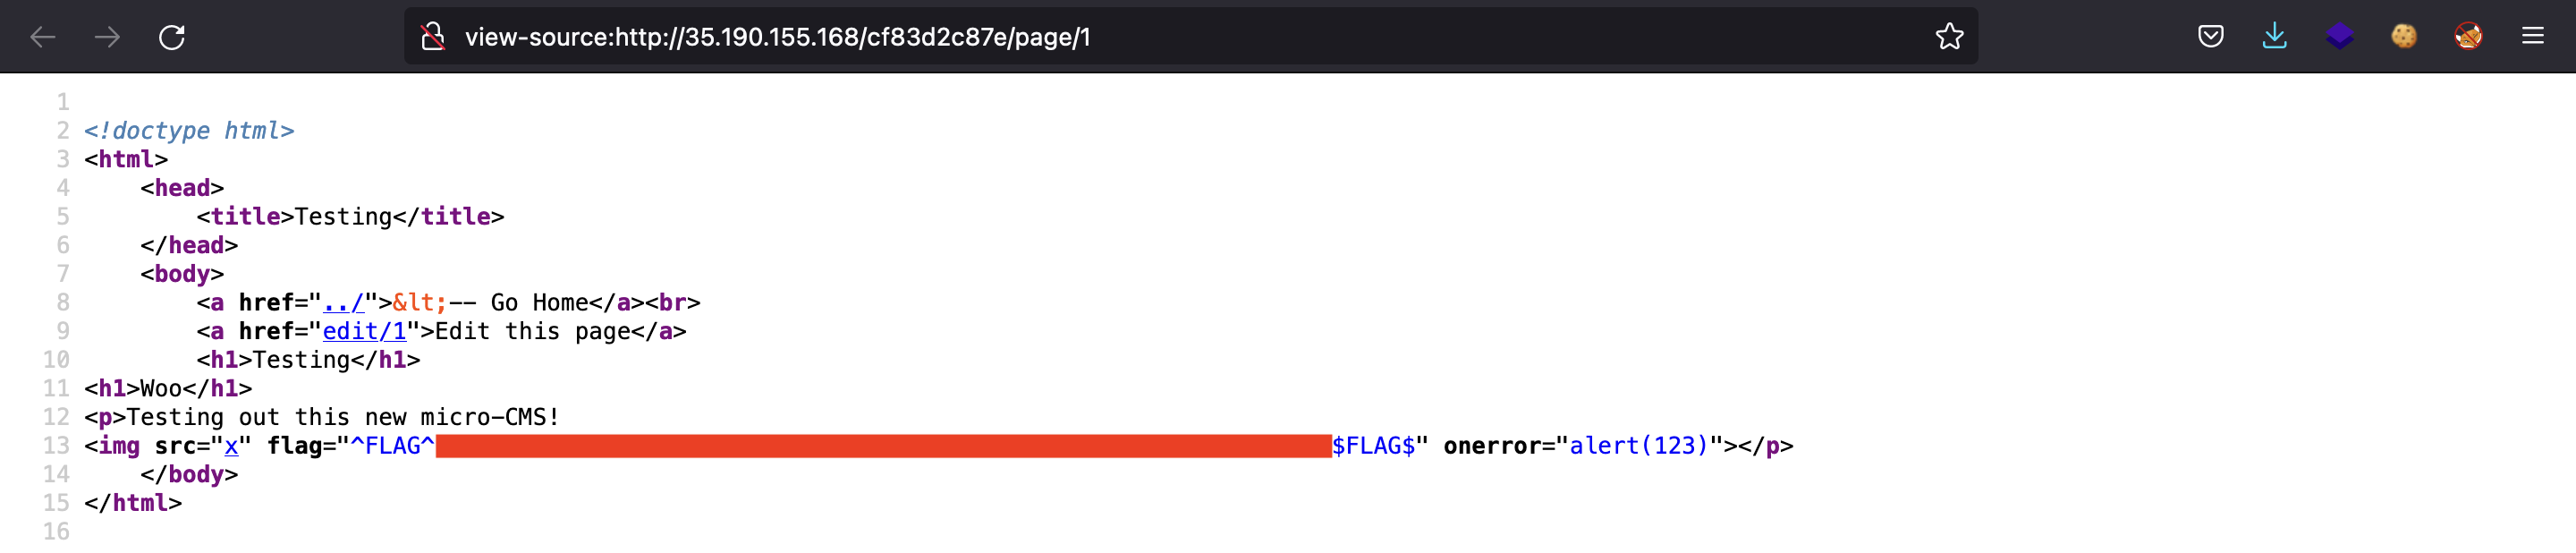 view-source:http://35.190.155.168/cf83d2c87e/page/1
1
2 <!doctype html>
3 <html>
4     <head>
5         <title>Testing</title>
6     </head>
7     <body>
8         <a href="../">&lt;-- Go Home</a><br>
9         <a href="edit/1">Edit this page</a>
10         <h1>Testing</h1>
11 <h1>Woo</h1>
12 <p>Testing out this new micro-CMS!
13 <img src="x" flag="^FLAG^$FLAG$" onerror="alert(123)"></p>
14     </body>
15 </html>
16